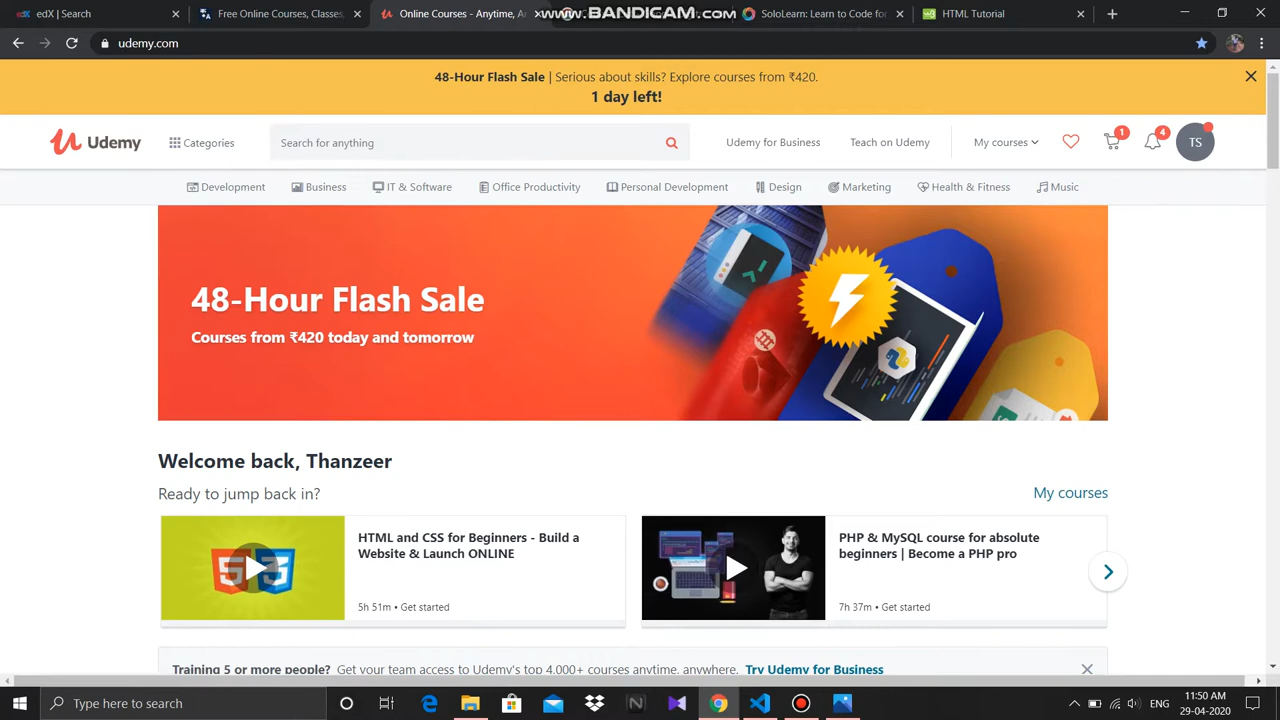 edX | Search
Free Online Courses, Classes,
Online Courses - Anytime, An
www.BANDICAM.com
SoloLearn: Learn to Code for
HTML Tutorial
udemy.com
48-Hour Flash Sale | Serious about skills? Explore courses from ₹420.
1 day left!
Udemy
Categories
Search for anything
Udemy for Business
Teach on Udemy
My courses
1
4
TS
Development
Business
IT & Software
Office Productivity
Personal Development
Design
Marketing
Health & Fitness
Music
48-Hour Flash Sale
Courses from ₹420 today and tomorrow
Welcome back, Thanzeer
Ready to jump back in?
My courses
HTML and CSS for Beginners - Build a
Website & Launch ONLINE
5h 51m • Get started
PHP & MySQL course for absolute
beginners | Become a PHP pro
7h 37m • Get started
Training 5 or more people? Get your team access to Udemy's top 4,000+ courses anytime, anywhere. Try Udemy for Business
Type here to search
ENG
11:50 AM
29-04-2020